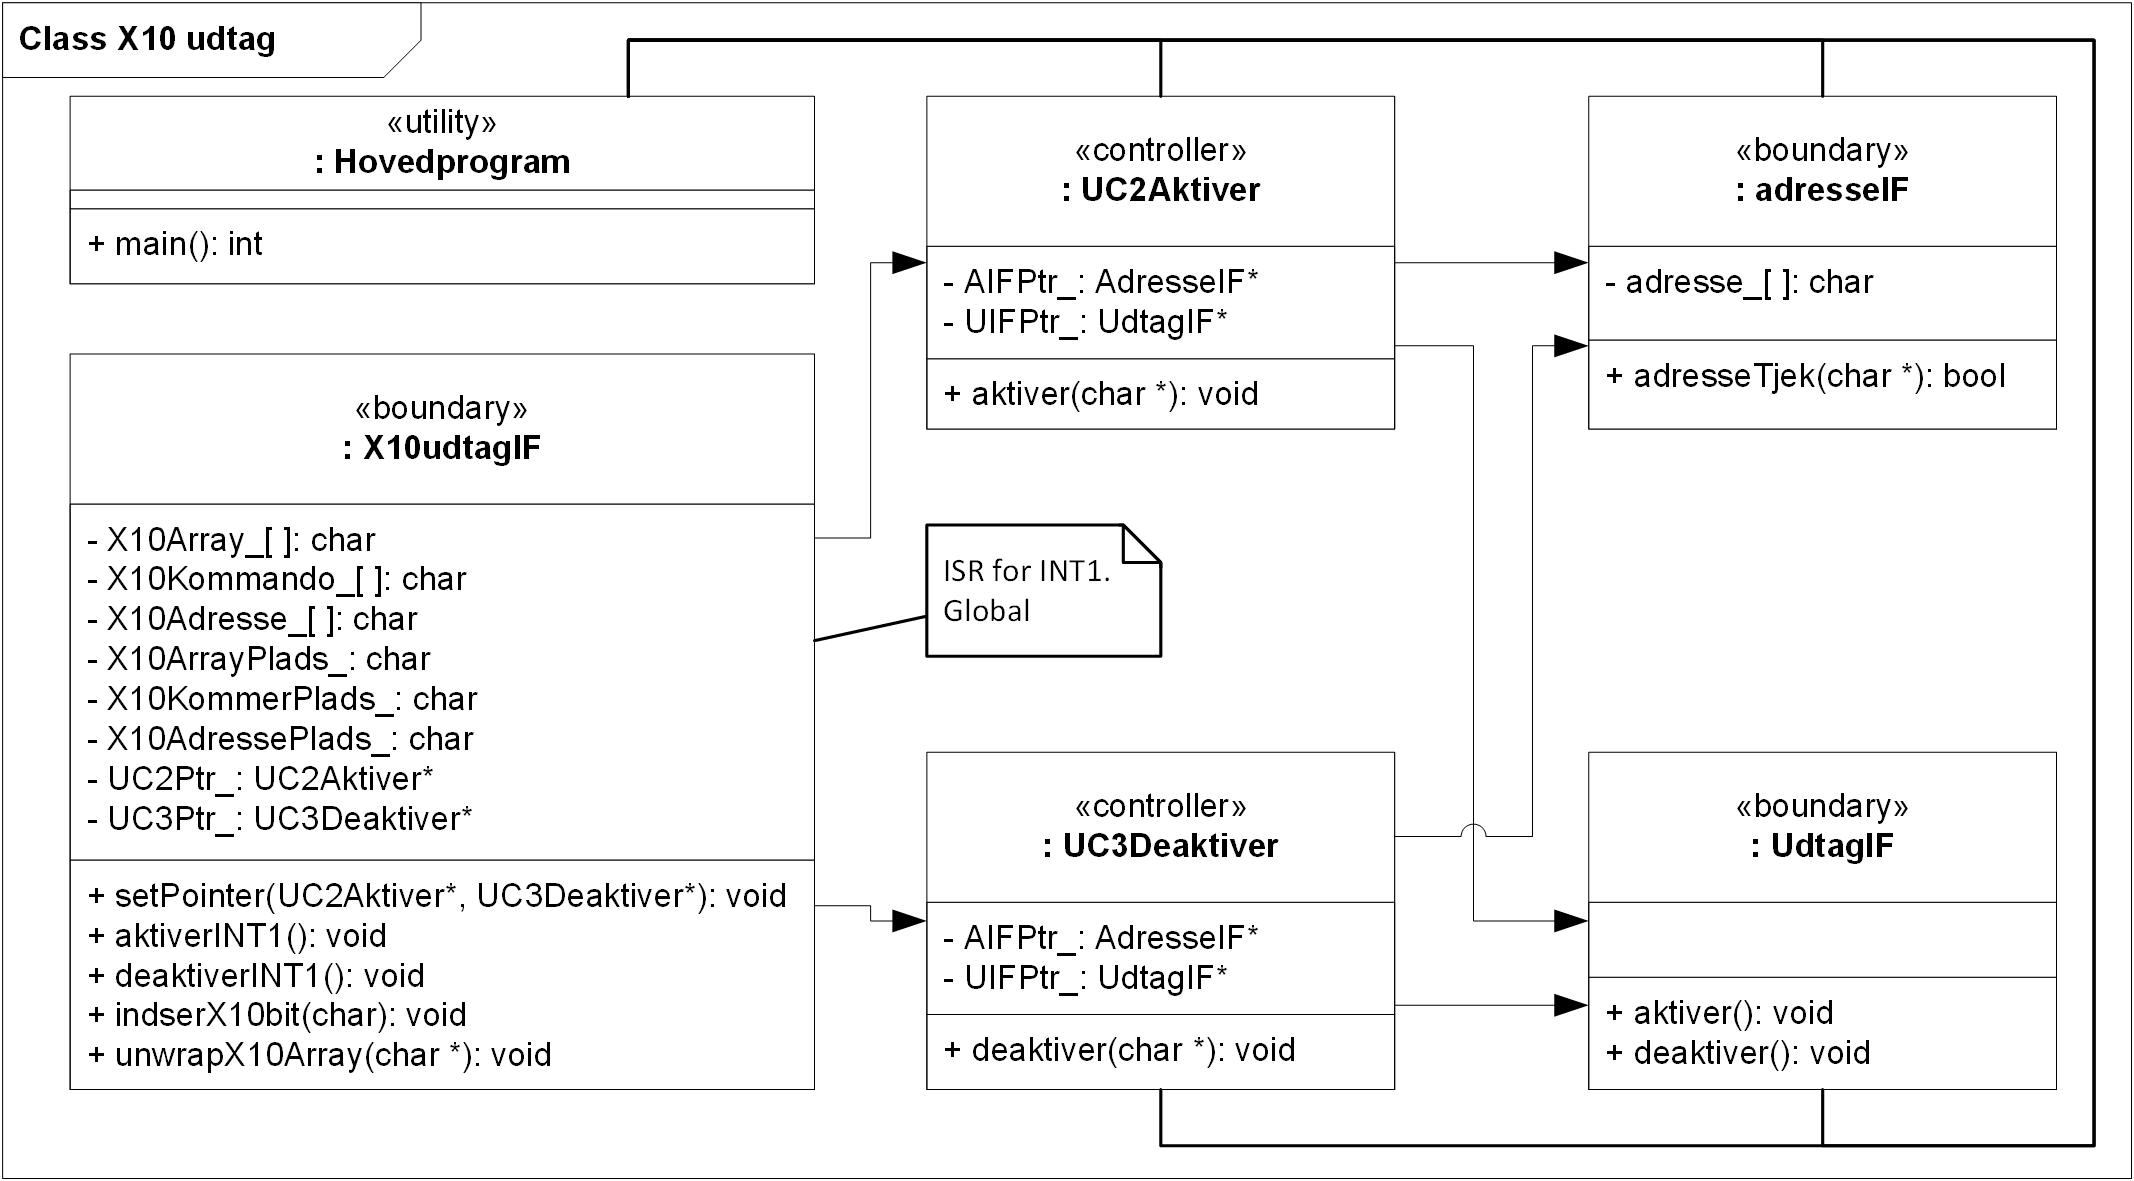 Class X10 udtag
«utility»
: Hovedprogram
+ main(): int
«boundary»
: X10udtagIF
- X10Array_[ ]: char
- X10Kommando_[ ]: char
- X10Adresse_[ ]: char
- X10ArrayPlads_: char
- X10KommerPlads_: char
- X10AdressePlads_: char
- UC2Ptr_: UC2Aktiver*
- UC3Ptr_: UC3Deaktiver*
+ setPointer(UC2Aktiver*, UC3Deaktiver*): void
+ aktiverINT1(): void
+ deaktiverINT1(): void
+ indserX10bit(char): void
+ unwrapX10Array(char *): void
«controller»
: UC2Aktiver
- AIFPtr_: AdresseIF*
- UIFPtr_: UdtagIF*
+ aktiver(char *): void
ISR for INT1.
Global
«controller»
: UC3Deaktiver
- AIFPtr_: AdresseIF*
- UIFPtr_: UdtagIF*
+ deaktiver(char *): void
«boundary»
: adresseIF
- adresse_[ ]: char
+ adresseTjek(char *): bool
«boundary»
: UdtagIF
+ aktiver(): void
+ deaktiver(): void